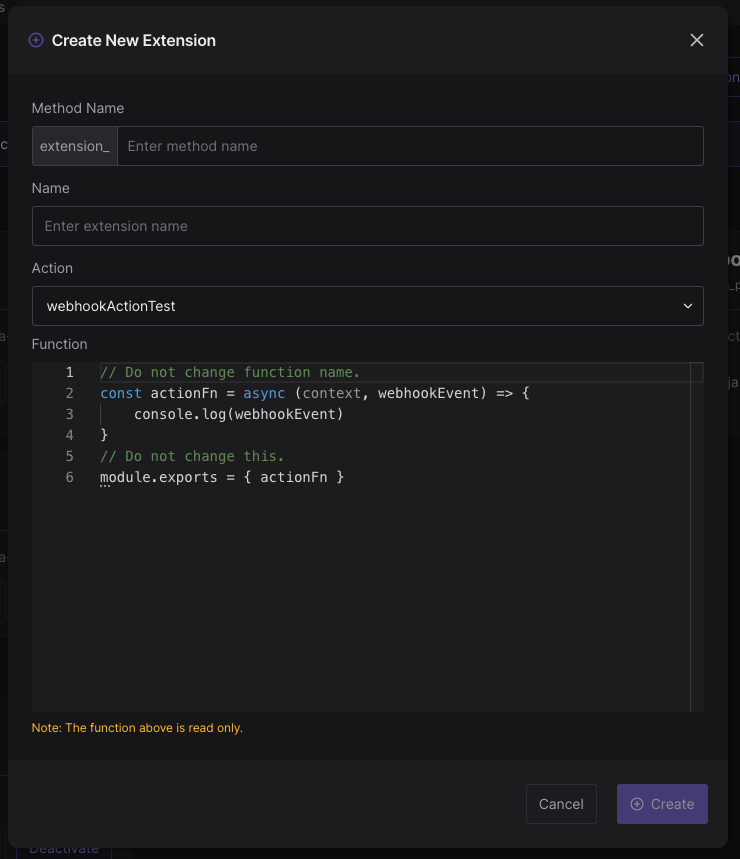 Create New Extension
Method Name
extension_ Enter method name
Name
Enter extension name
Action
webhookActionTest
Function
1 // Do not change function name.
2 const actionFn = async (context, webhookEvent) => {
3 console.log(webhookEvent)
4 }
5 // Do not change this.
6 module.exports = { actionFn }
Note: The function above is read only.
Cancel
Create
Deactivate